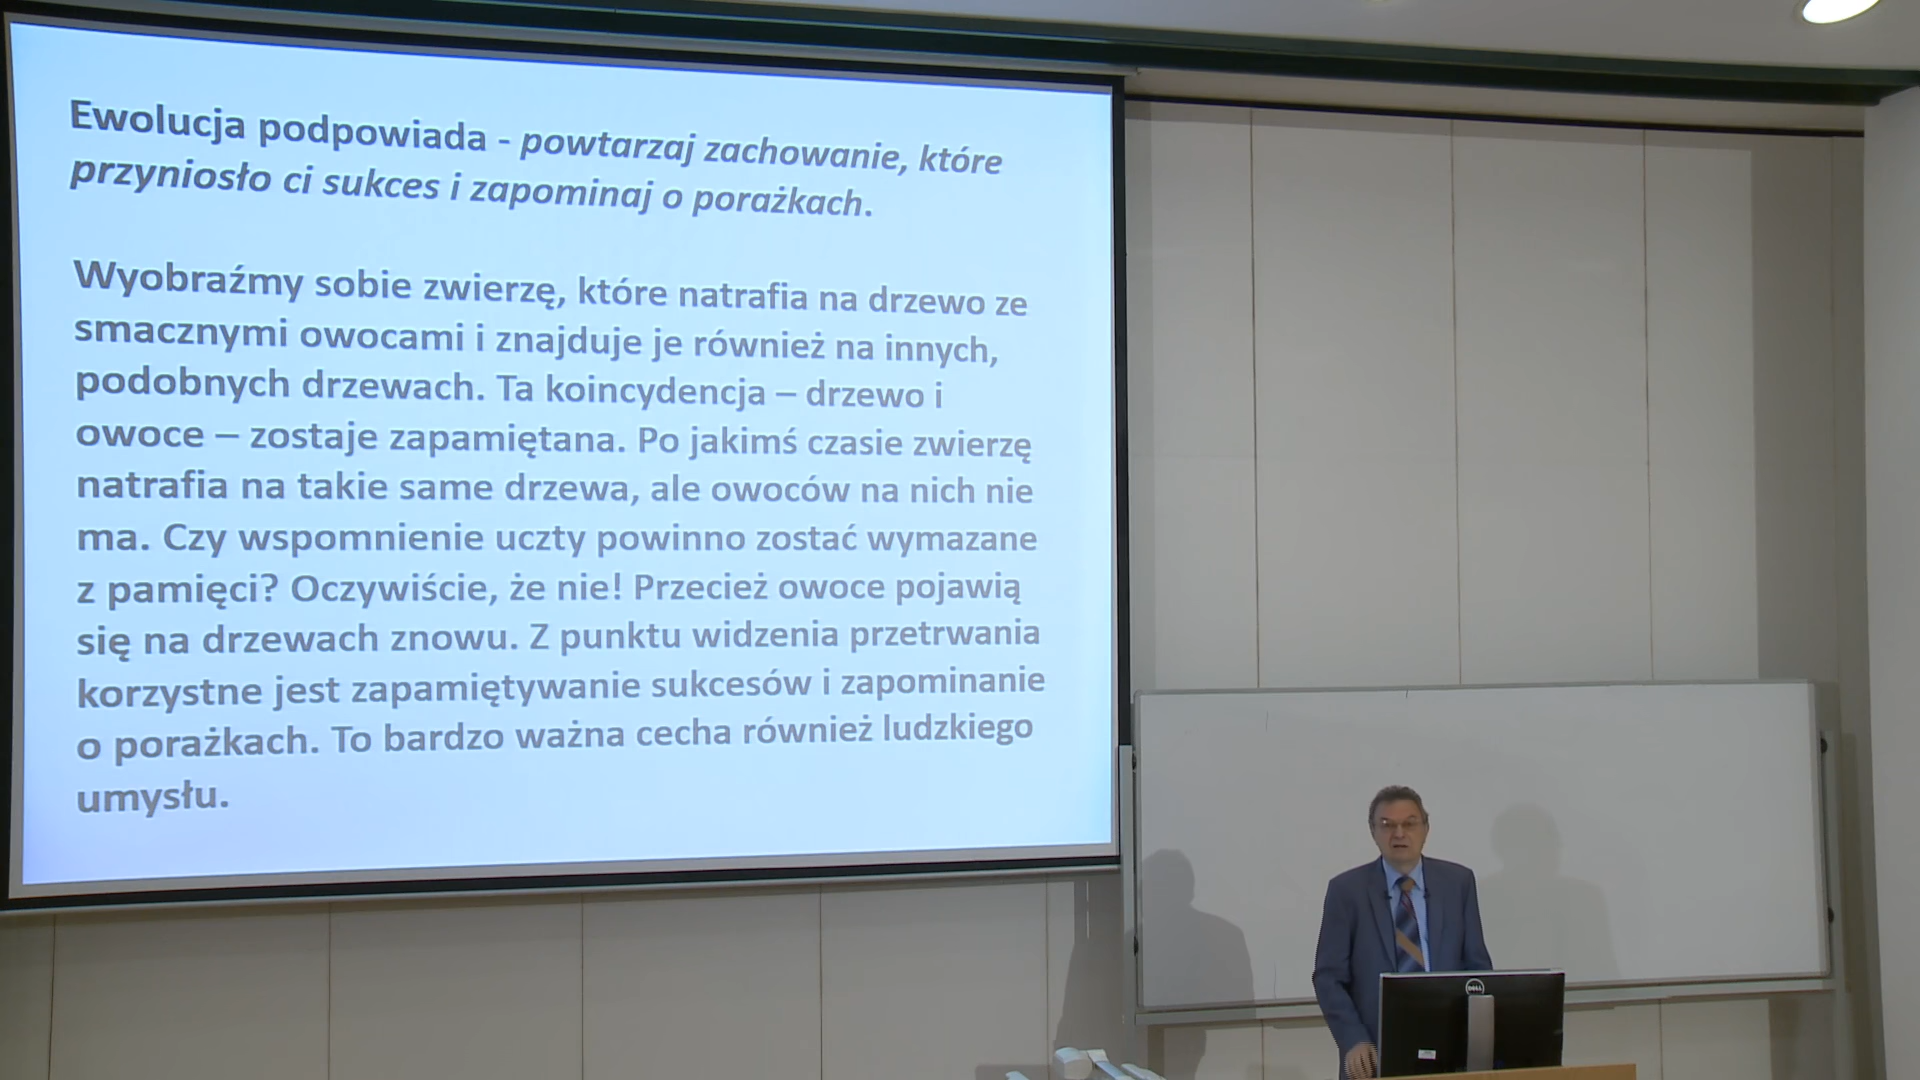 Ewolucja podpowiada - powtarzaj zachowanie, które
przyniosło ci sukces i zapominaj o porażkach.
Wyobraźmy sobie zwierzę, które natrafia na drzewo ze
smacznymi owocami i znajduje je również na innych,
podobnych drzewach. Ta koincydencja – drzewo i
owoce – zostaje zapamiętana. Po jakimś czasie zwierzę
natrafia na takie same drzewa, ale owoców na nich nie
ma. Czy wspomnienie uczty powinno zostać wymazane
z pamięci? Oczywiście, że nie! Przecież owoce pojawią
się na drzewach znowu. Z punktu widzenia przetrwania
korzystne jest zapamiętywanie sukcesów i zapominanie
o porażkach. To bardzo ważna cecha również ludzkiego
umysłu.
DELL